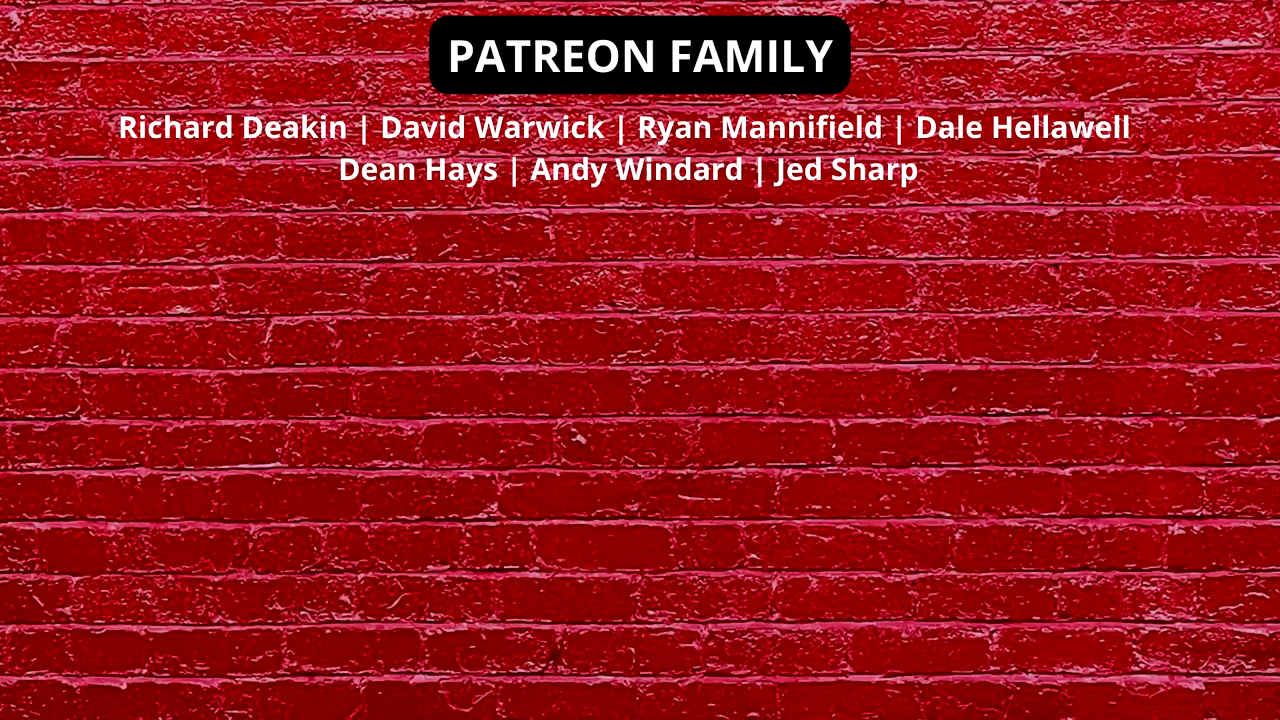 PATREON FAMILY
Richard Deakin | David Warwick | Ryan Mannifield | Dale Hellawell
Dean Hays | Andy Windard | Jed Sharp